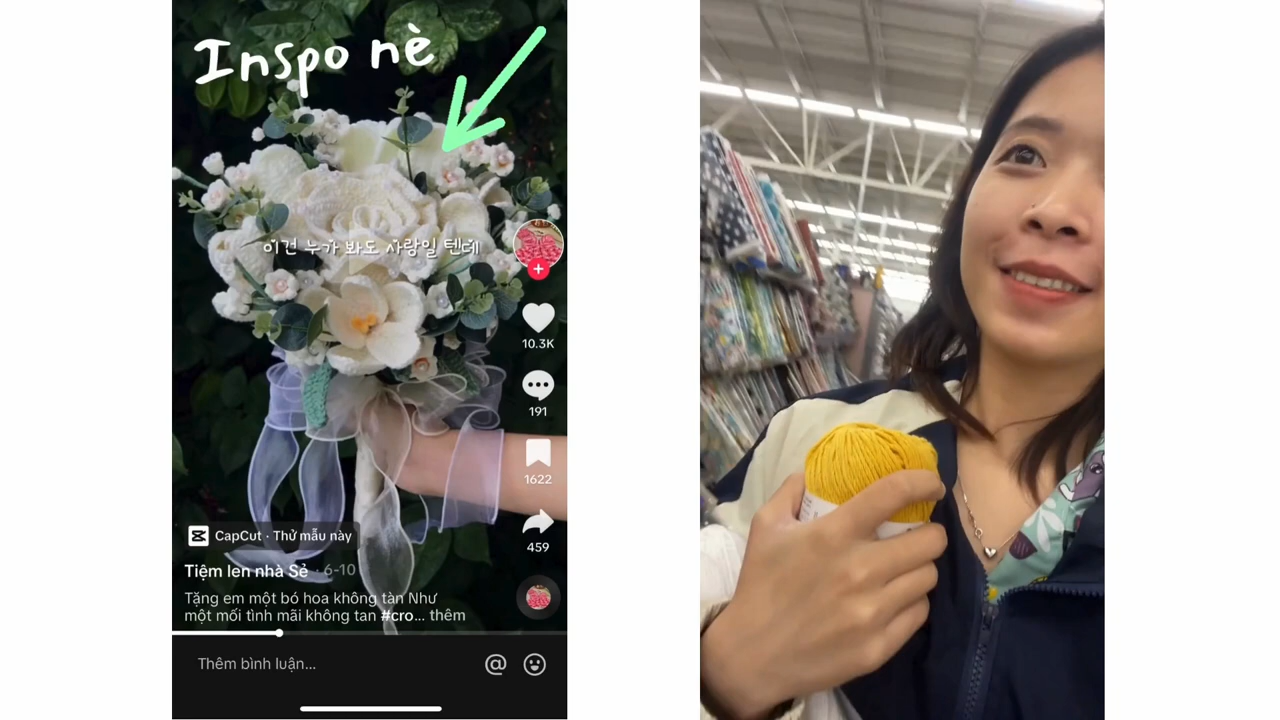 Inspo nè
이건 누가 봐도 사랑일 텐데
10.3K
191
1622
459
CapCut · Thử mẫu này
Tiệm len nhà Sẻ · 6-10
Tặng em một bó hoa không tàn Như
một mối tình mãi không tan #cro... thêm
Thêm bình luận...
@